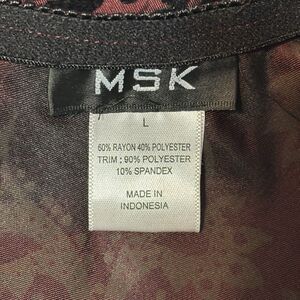 MSK
L
60% RAYON 40% POLYESTER
TRIM : 90% POLYESTER
10% SPANDEX
MADE IN
INDONESIA